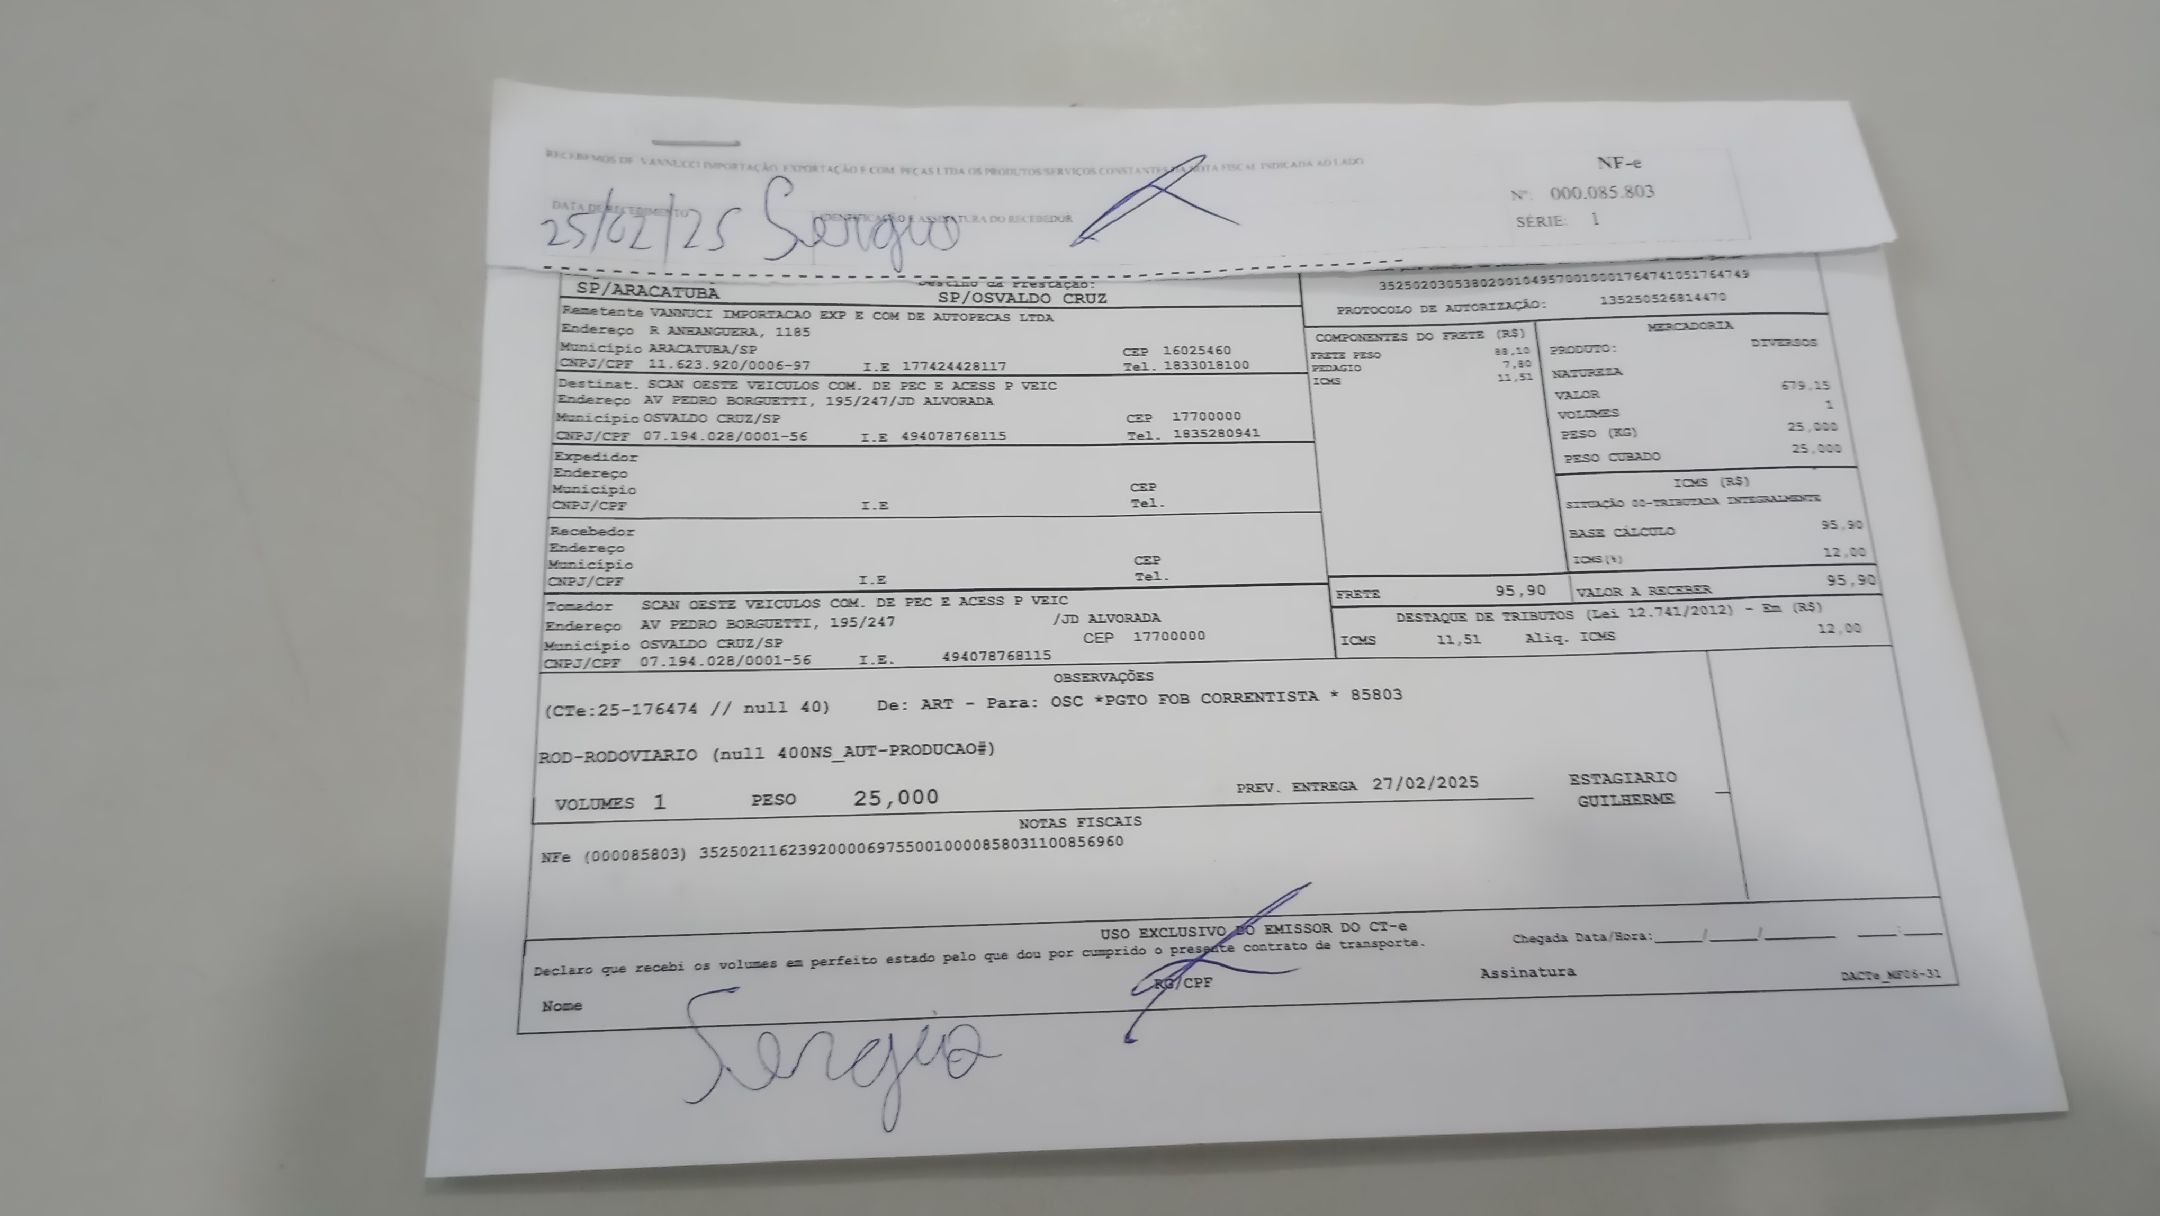 RECEBEMOS DE VANNUCCI IMPORTAÇÃO, EXPORTAÇÃO E COM. PEÇAS LTDA OS PRODUTOS/SERVIÇOS CONSTANTES DA NOTA FISCAL INDICADA AO LADO
NF-e
Nº: 000.085.803
SÉRIE: 1
DATA DE RECEBIMENTO
IDENTIFICAÇÃO E ASSINATURA DO RECEBEDOR
25/02/25 Sergio
Destino da Prestação:
SP/ARACATUBA SP/OSVALDO CRUZ
PROTOCOLO DE AUTORIZAÇÃO: 135250526814470
Remetente VANNUCI IMPORTACAO EXP E COM DE AUTOPECAS LTDA
Endereço R ANHANGUERA, 1185
Município ARACATUBA/SP CEP 16025460
CNPJ/CPF 11.623.920/0006-97 I.E 177424428117 Tel. 1833018100
Destinat. SCAN OESTE VEICULOS COM. DE PEC E ACESS P VEIC
Endereço AV PEDRO BORGUETTI, 195/247/JD ALVORADA
Município OSVALDO CRUZ/SP CEP 17700000
CNPJ/CPF 07.194.028/0001-56 I.E 494078768115 Tel. 1835280941
Expedidor
Endereço
Município CEP
CNPJ/CPF I.E Tel.
Recebedor
Endereço
Município CEP
CNPJ/CPF I.E Tel.
Tomador SCAN OESTE VEICULOS COM. DE PEC E ACESS P VEIC
Endereço AV PEDRO BORGUETTI, 195/247 /JD ALVORADA
Município OSVALDO CRUZ/SP CEP 17700000
CNPJ/CPF 07.194.028/0001-56 I.E. 494078768115
COMPONENTES DO FRETE (R$)
FRETE PESO 88,10
PEDAGIO 7,80
ICMS 11,51
MERCADORIA
PRODUTO: DIVERSOS
NATUREZA
VALOR 679,15
VOLUMES 1
PESO (KG) 25,000
PESO CUBADO 25,000
ICMS (R$)
SITUAÇÃO 00-TRIBUTADA INTEGRALMENTE
BASE CÁLCULO 95,90
ICMS(%) 12,00
FRETE 95,90 VALOR A RECEBER 95,90
DESTAQUE DE TRIBUTOS (Lei 12.741/2012) - Em (R$)
ICMS 11,51 Aliq. ICMS 12,00
OBSERVAÇÕES
(CTe:25-176474 // null 40) De: ART - Para: OSC *PGTO FOB CORRENTISTA * 85803
ROD-RODOVIARIO (null 400NS_AUT-PRODUCAO#)
VOLUMES 1 PESO 25,000 PREV. ENTREGA 27/02/2025 ESTAGIARIO
GUILHERME
NOTAS FISCAIS
NFe (000085803) 35250211623920000697550010000858031100856960
USO EXCLUSIVO DO EMISSOR DO CT-e
Declaro que recebi os volumes em perfeito estado pelo que dou por cumprido o presente contrato de transporte. Chegada Data/Hora:____/____/______ ___:___
Nome RG/CPF Assinatura DACTe_NF06-31
Sergio